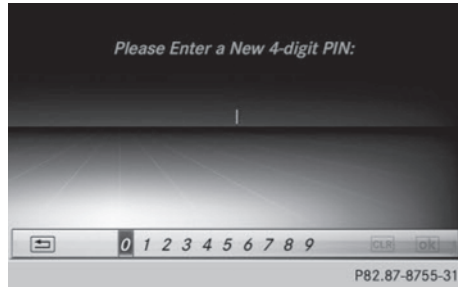 Please Enter a New 4-digit PIN:
0 1 2 3 4 5 6 7 8 9 CLR ok
P82.87-8755-31